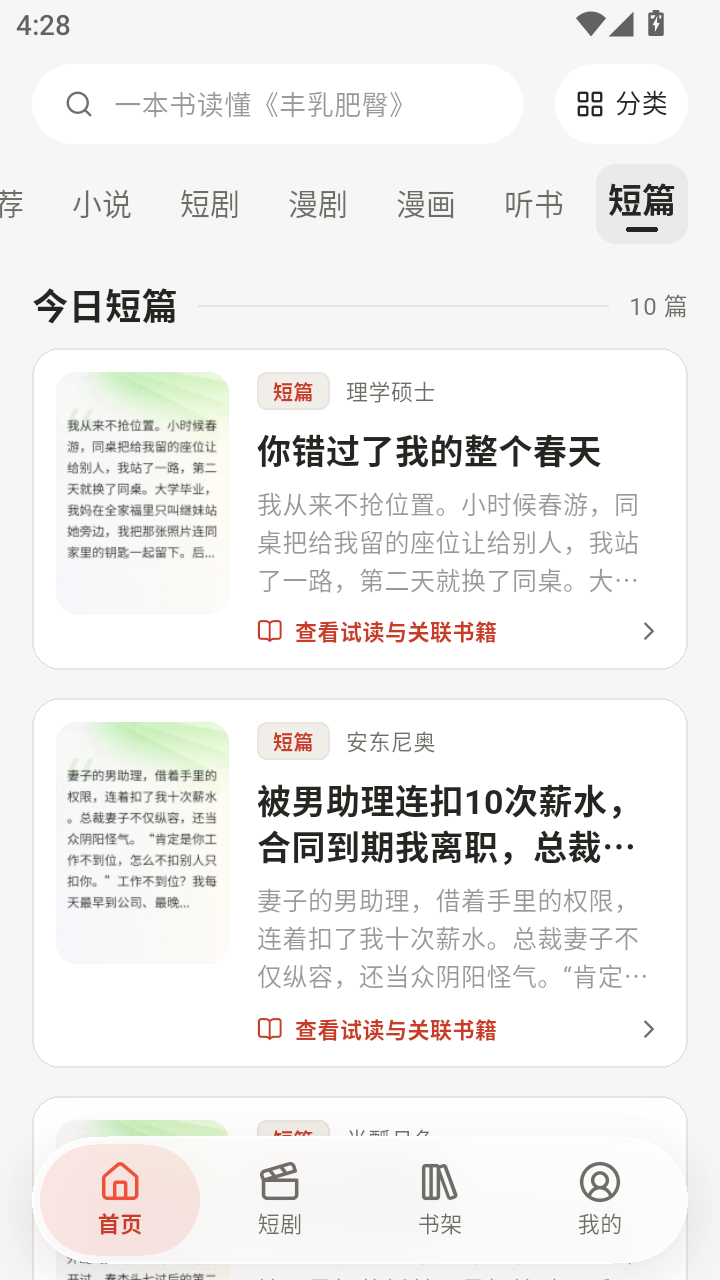 4:28
一本书读懂《丰乳肥臀》
分类
荐 小说 短剧 漫剧 漫画 听书 短篇
今日短篇
10 篇
我从来不抢位置。小时候春
游，同桌把给我留的座位让
给别人，我站了一路，第二
天就换了同桌。大学毕业，
我妈在全家福里只叫继妹站
她旁边，我把那张照片连同
家里的钥匙一起留下。后...
短篇 理学硕士
你错过了我的整个春天
我从来不抢位置。小时候春游，同
桌把给我留的座位让给别人，我站
了一路，第二天就换了同桌。大…
查看试读与关联书籍
妻子的男助理，借着手里的
权限，连着扣了我十次薪水
。总裁妻子不仅纵容，还当
众阴阳怪气。“肯定是你工
作不到位，怎么不扣别人只
扣你。”工作不到位？我每
天最早到公司、最晚...
短篇 安东尼奥
被男助理连扣10次薪水，
合同到期我离职，总裁…
妻子的男助理，借着手里的权限，
连着扣了我十次薪水。总裁妻子不
仅纵容，还当众阴阳怪气。“肯定…
查看试读与关联书籍
短篇
首页
短剧
书架
我的